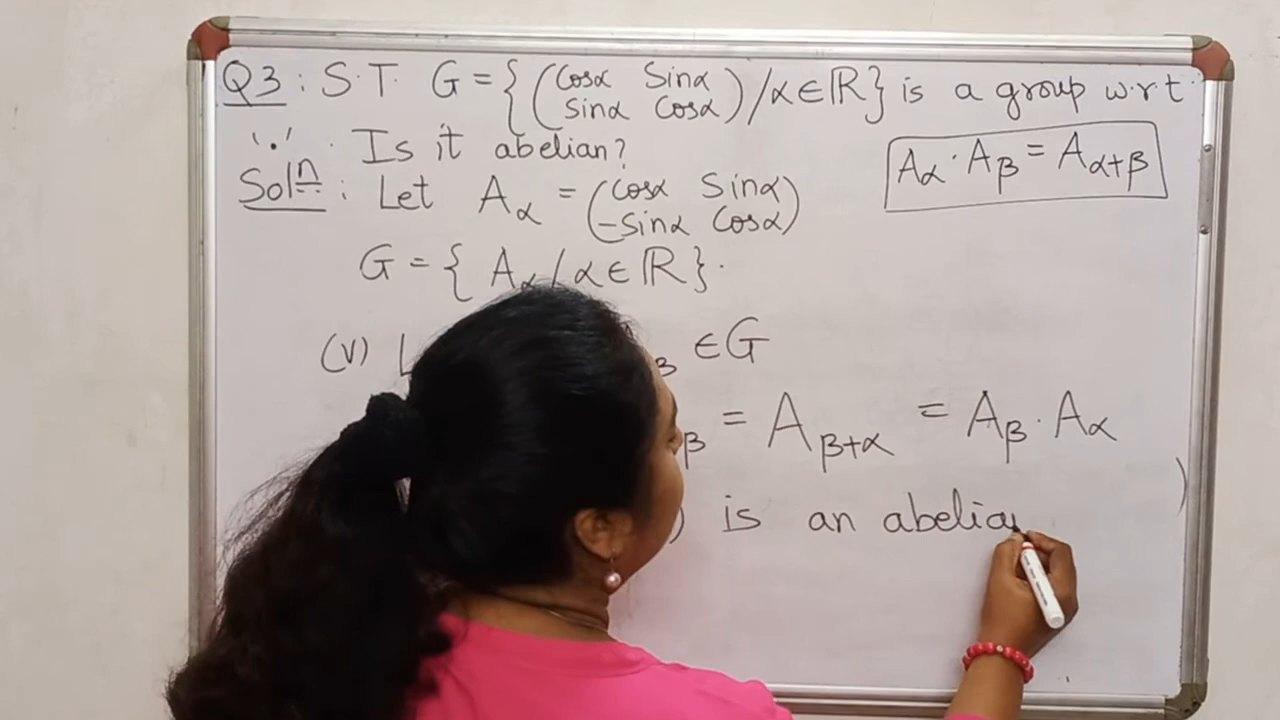 Q3 : S.T. G = { ( cosα Sinα / α ∈ ℝ } is a group w.r.t
sinα cosα )
'.' . Is it abelian?
Aα . Aβ = Aα+β
Solⁿ : Let Aα = ( cosα Sinα
−sinα cosα )
G = { Aα / α ∈ ℝ } .
(V) L β ∈ G
β = Aβ+α = Aβ . Aα
) is an abelian